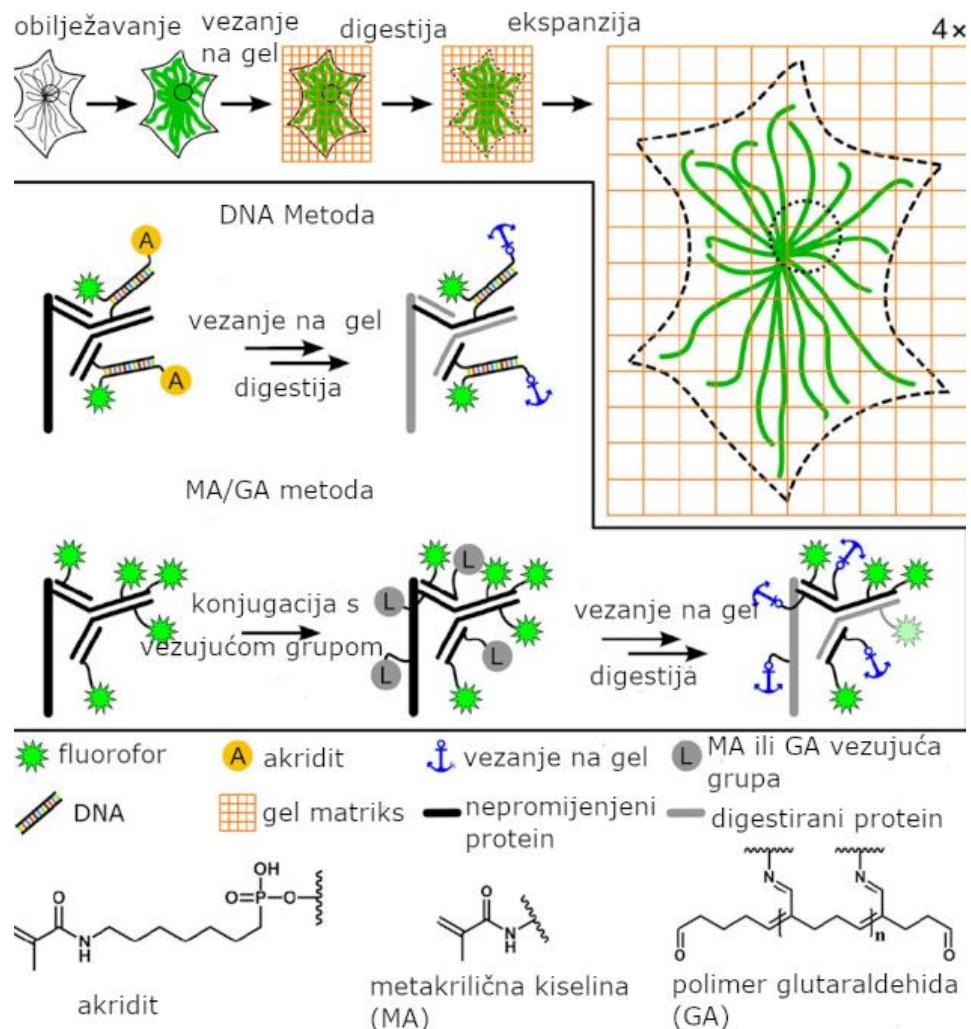 obilježavanje
vezanje
na gel
digestija
ekspanzija
4×
DNA Metoda
A
A
vezanje na gel
digestija
MA/GA metoda
konjugacija s
vezujućom grupom
L
L
L
L
vezanje na gel
digestija
fluorofor
A akridit
vezanje na gel
L MA ili GA vezujuća
grupa
DNA
gel matriks
nepromijenjeni
protein
digestirani protein
O
N
H
O=P–O
OH
akridit
O
N
H
metakrilična kiselina
(MA)
N
N
O
n
O
polimer glutaraldehida
(GA)